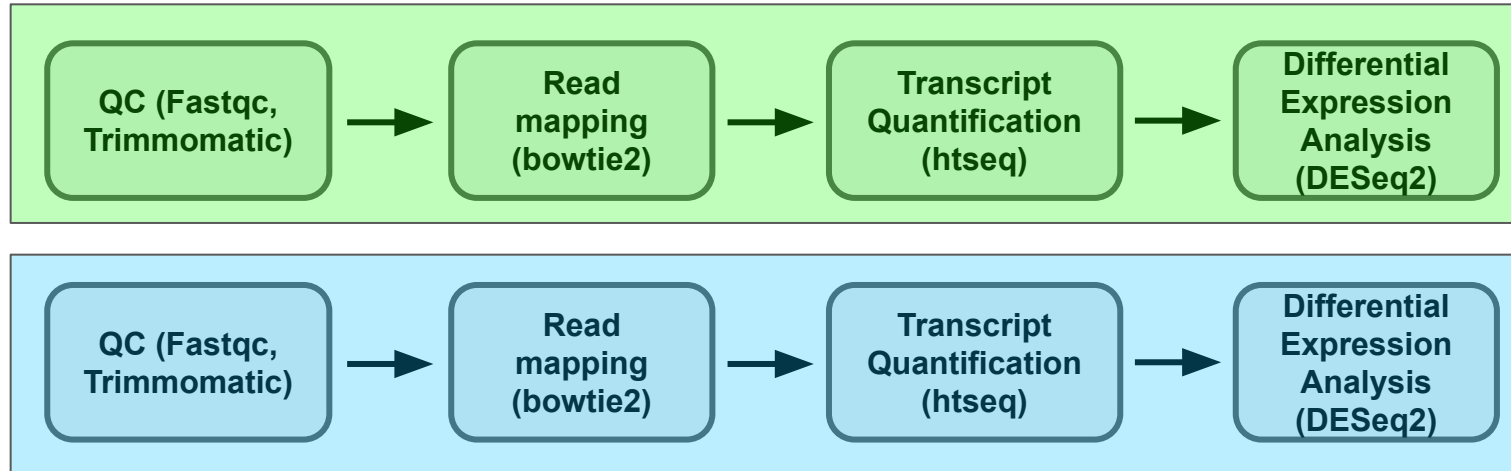 QC (Fastqc,
Trimmomatic)
Read
mapping
(bowtie2)
Transcript
Quantification
(htseq)
Differential
Expression
Analysis
(DESeq2)
QC (Fastqc,
Trimmomatic)
Read
mapping
(bowtie2)
Transcript
Quantification
(htseq)
Differential
Expression
Analysis
(DESeq2)